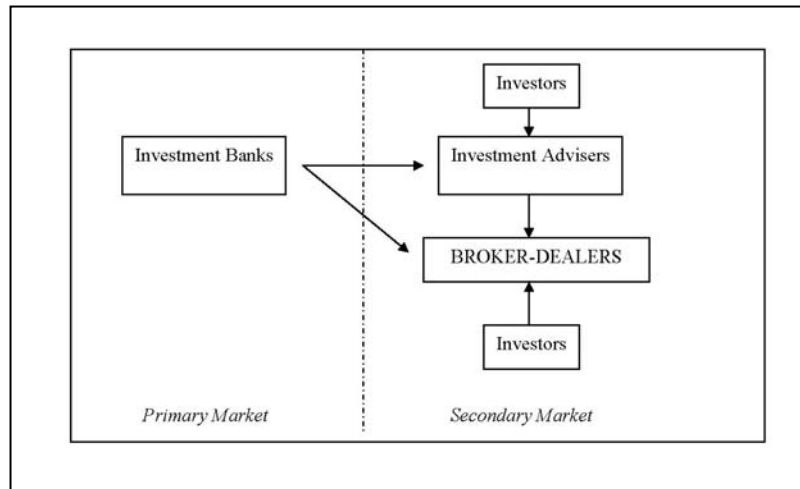 Investors
Investment Banks
Investment Advisers
BROKER-DEALERS
Investors
Primary Market
Secondary Market